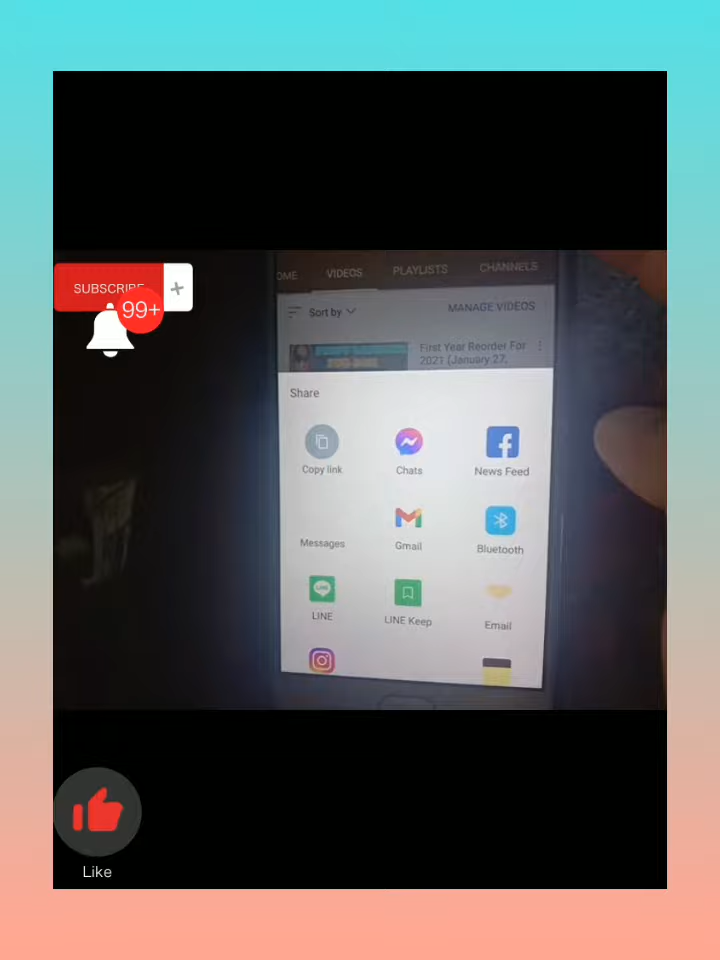 OME VIDEOS PLAYLISTS CHANNELS
SUBSCRIBE +
99+
Sort by MANAGE VIDEOS
First Year Reorder For
2021 (January 27,
Share
Copy link Chats News Feed
Messages Gmail Bluetooth
LINE LINE Keep Email
Like